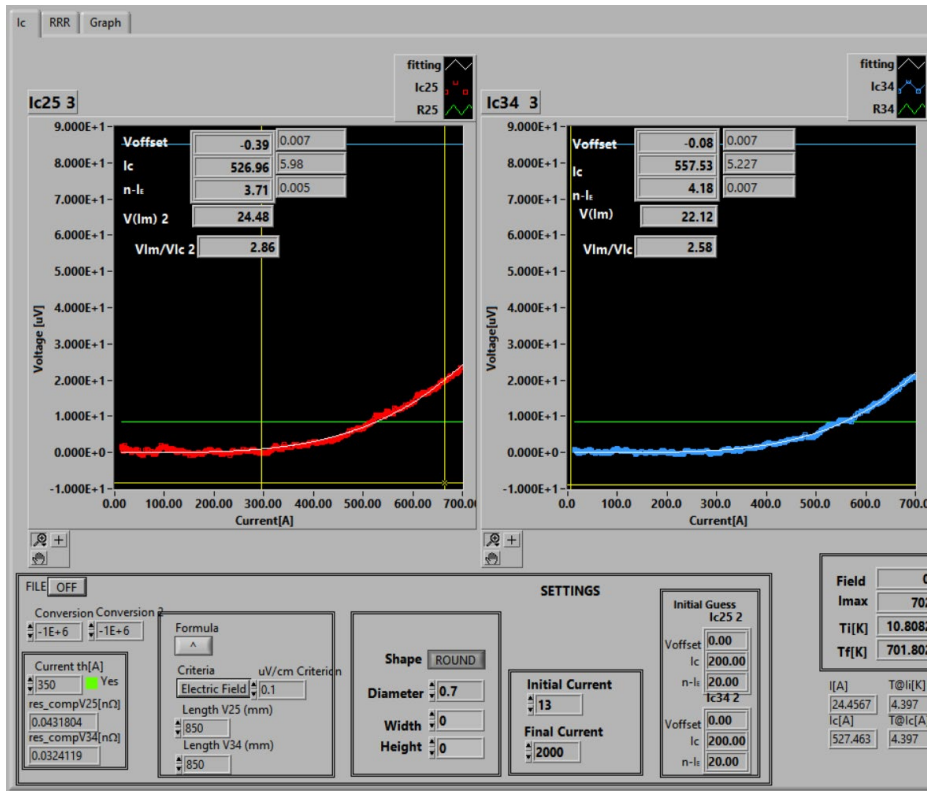 Ic RRR Graph
fitting
Ic25
R25
Ic25 3
9.000E+1
8.000E+1
7.000E+1
6.000E+1
5.000E+1
4.000E+1
3.000E+1
2.000E+1
1.000E+1
0.000E+0
-1.000E+1
Voltage [uV]
Voffset -0.39 0.007
Ic 526.96 5.98
n-Iε 3.71 0.005
V(Im) 2 24.48
VIm/VIc 2 2.86
0.00 100.00 200.00 300.00 400.00 500.00 600.00 700.0
Current[A]
fitting
Ic34
R34
Ic34 3
9.000E+1
8.000E+1
7.000E+1
6.000E+1
5.000E+1
4.000E+1
3.000E+1
2.000E+1
1.000E+1
0.000E+0
-1.000E+1
Voltage[uV]
Voffset -0.08 0.007
Ic 557.53 5.227
n-Iε 4.18 0.007
V(Im) 22.12
VIm/VIc 2.58
0.0 100.0 200.0 300.0 400.0 500.0 600.0 700.0
Current[A]
FILE OFF
Conversion Conversion 2
-1E+6 -1E+6
Current th[A]
350 Yes
res_compV25[nΩ]
0.0431804
res_compV34[nΩ]
0.0324119
Formula
^
Criteria uV/cm Criterion
Electric Field 0.1
Length V25 (mm)
850
Length V34 (mm)
850
SETTINGS
Shape ROUND
Diameter 0.7
Width 0
Height 0
Initial Current
13
Final Current
2000
Initial Guess
Ic25 2
Voffset 0.00
Ic 200.00
n-Iε 20.00
Ic34 2
Voffset 0.00
Ic 200.00
n-Iε 20.00
Field
Imax 702
Ti[K] 10.8082
Tf[K] 701.802
I[A] T@Ii[K]
24.4567 4.397
Ic[A] T@Ic[A]
527.463 4.397